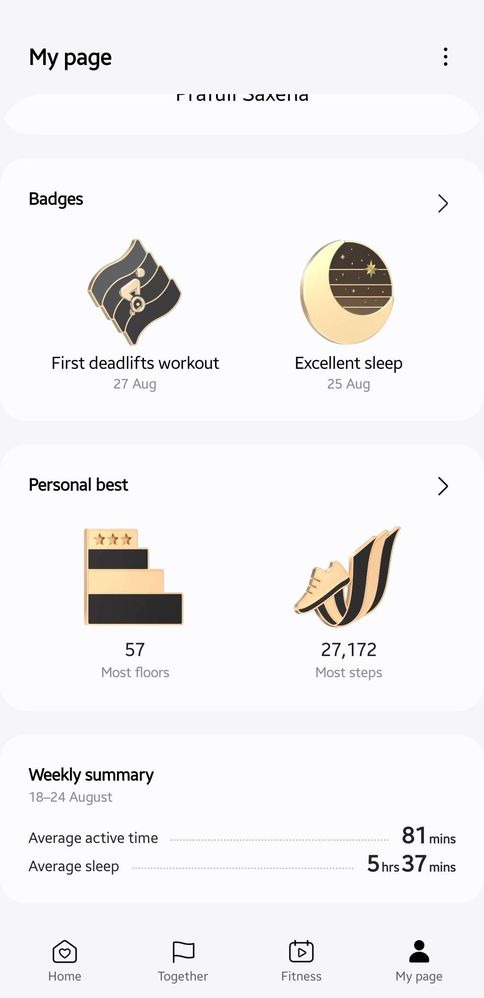 My page
Prafull Saxena
Badges
First deadlifts workout
27 Aug
Excellent sleep
25 Aug
Personal best
57
Most floors
27,172
Most steps
Weekly summary
18–24 August
Average active time 81 mins
Average sleep 5 hrs 37 mins
Home
Together
Fitness
My page